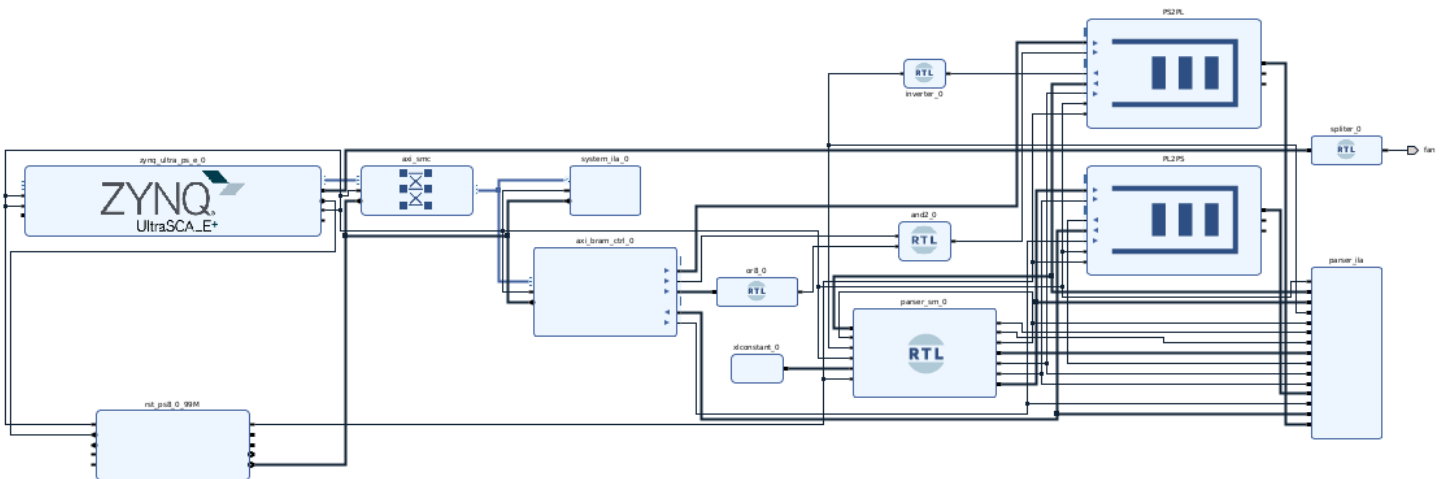 PS2PL
RTL
inverter_0
spliter_0
RTL
fan
zynq_ultra_ps_e_0
ZYNQ
UltraSCALE+
axi_smc
system_ila_0
PL2PS
and2_0
RTL
axi_bram_ctrl_0
or8_0
RTL
parser_ila
parser_sm_0
RTL
xlconstant_0
rst_ps8_0_99M